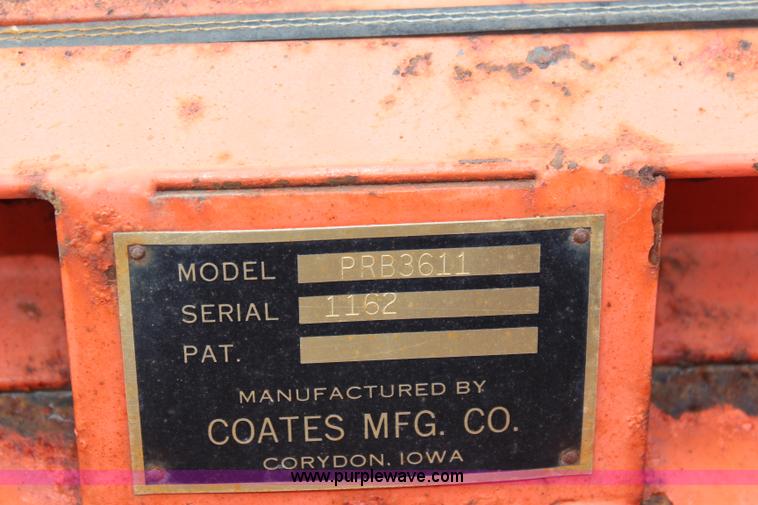 MODEL PRB3611
SERIAL 1162
PAT.
MANUFACTURED BY
COATES MFG. CO.
CORYDON, IOWA
www.purplewave.com